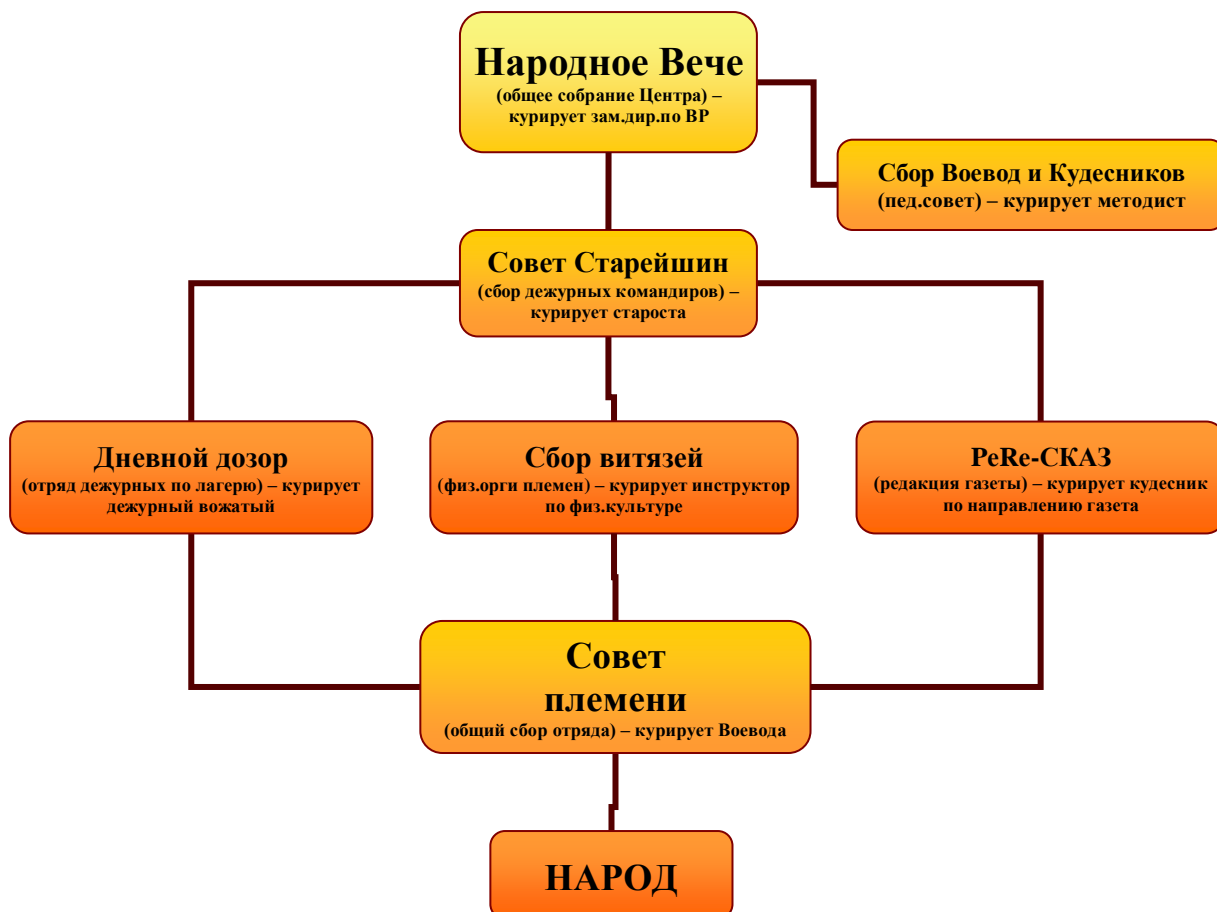 Народное Вече
(общее собрание Центра) –
курирует зам.дир.по ВР
Сбор Воевод и Кудесников
(пед.совет) – курирует методист
Совет Старейшин
(сбор дежурных командиров) –
курирует староста
Дневной дозор
(отряд дежурных по лагерю) – курирует
дежурный вожатый
Сбор витязей
(физ.орги племен) – курирует инструктор
по физ.культуре
PeRe-СКАЗ
(редакция газеты) – курирует кудесник
по направлению газета
Совет
племени
(общий сбор отряда) – курирует Воевода
НАРОД